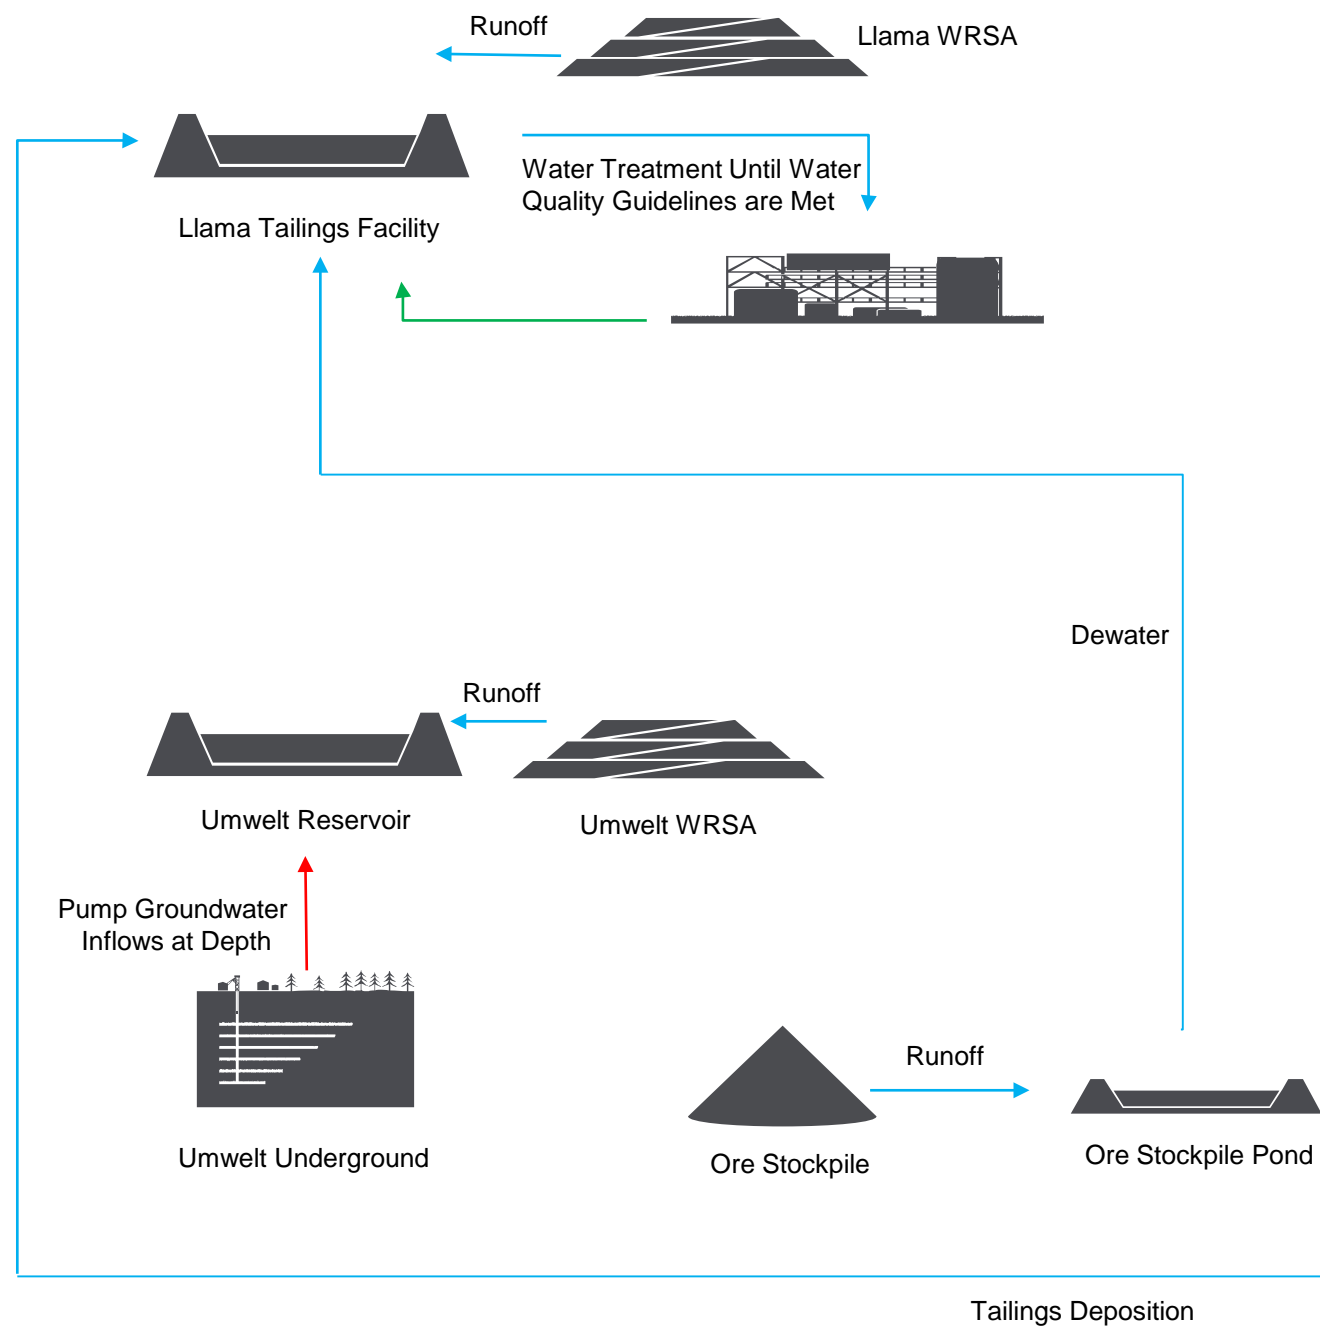 Runoff
Llama WRSA
Water Treatment Until Water
Quality Guidelines are Met
Llama Tailings Facility
Dewater
Runoff
Umwelt Reservoir
Umwelt WRSA
Pump Groundwater
Inflows at Depth
Runoff
Umwelt Underground
Ore Stockpile
Ore Stockpile Pond
Tailings Deposition